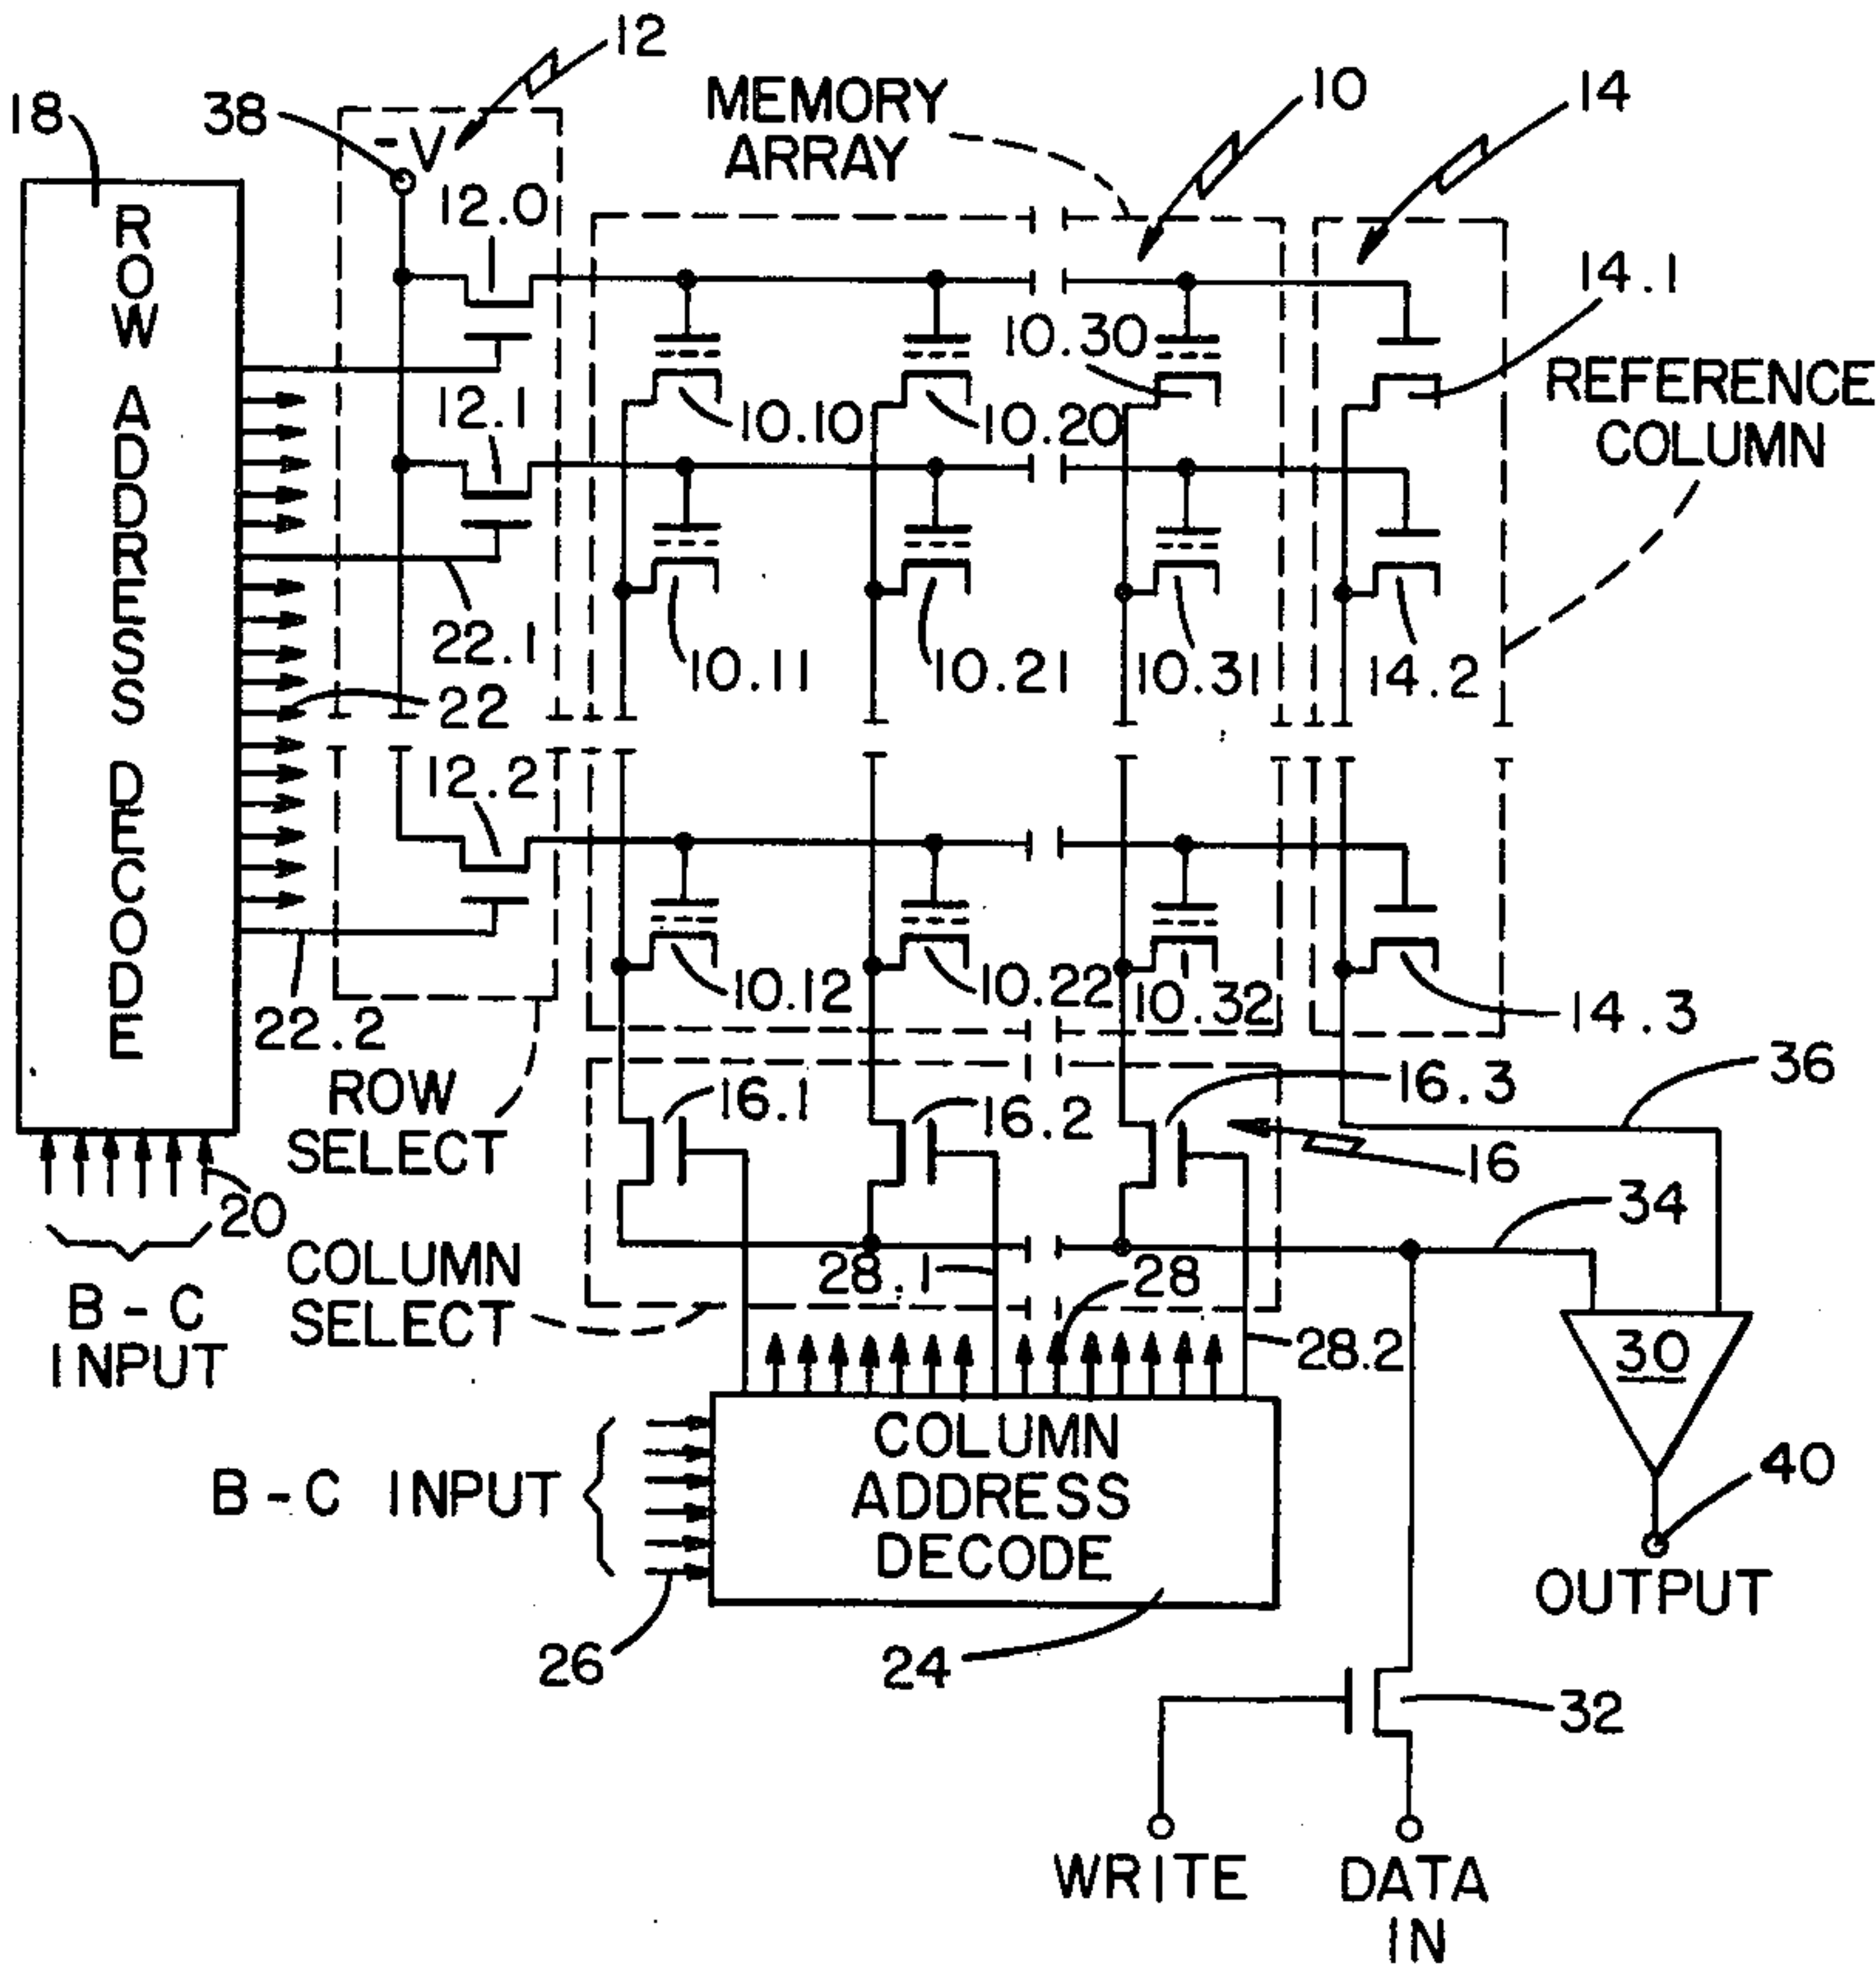 12
18
38
-V
MEMORY
ARRAY
10
14
12.0
14.1
10.30
ROW ADDRESS DECODE
12.1
10.10
10.20
REFERENCE
COLUMN
22.1
10.11
10.21
10.31
14.2
22
12.2
10.12
10.22
10.32
14.3
22.2
ROW
SELECT
16.1
16.2
16.3
36
16
20
34
B-C
INPUT
COLUMN
SELECT
28.1
28
28.2
30
B-C INPUT
COLUMN
ADDRESS
DECODE
40
OUTPUT
26
24
32
WRITE
DATA
IN